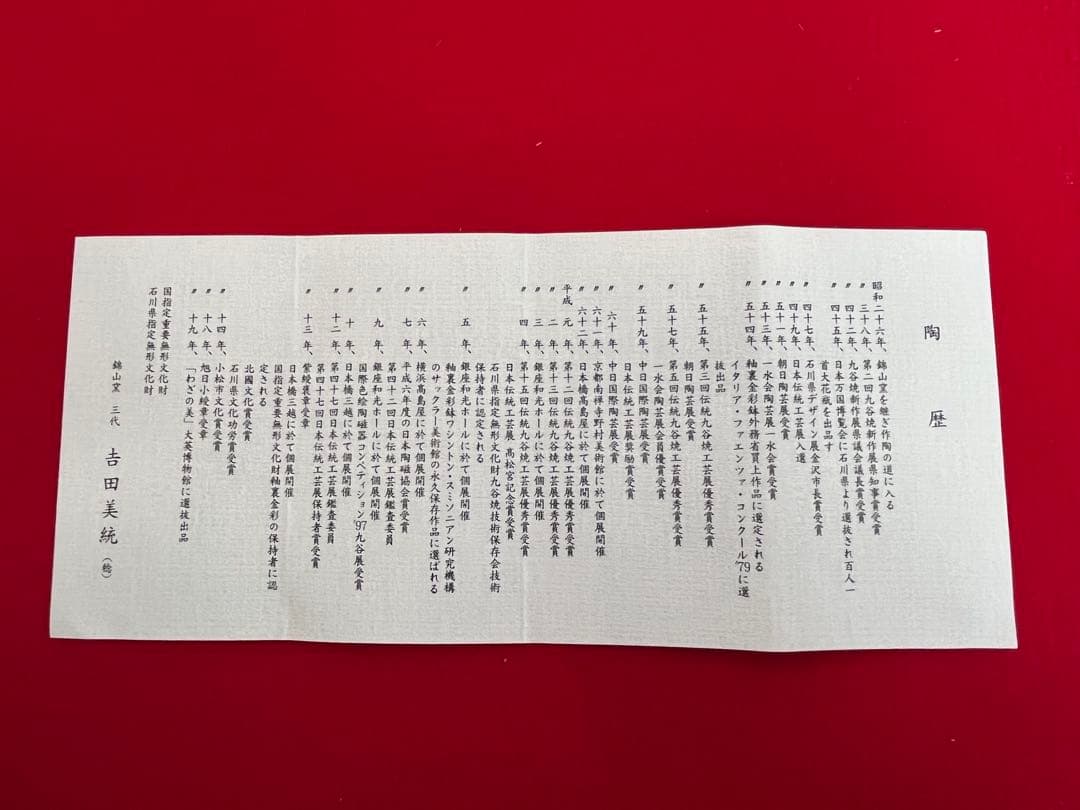 陶歴
昭和二十六年、錦山窯を継ぎ作陶の道に入る
〃 三十八年、第二回九谷焼新作展県知事賞受賞
〃 四十二年、九谷焼新作展県議会議長賞受賞
〃 四十五年、日本万国博覧会に石川県より選抜され百人一
首大花瓶を出品す
〃 四十七年、石川県デザイン展金沢市長賞受賞
〃 四十九年、日本伝統工芸展入選
〃 五十一年、朝日陶芸展受賞
〃 五十三年、一水会陶芸展一水会賞受賞
〃 五十四年、釉裏金彩鉢外務省買上作品に選定される
イタリア・ファエンツァ・コンクール'79に選
抜出品
〃 五十五年、第三回伝統九谷焼工芸展優秀賞受賞
朝日陶芸展受賞
〃 五十七年、第五回伝統九谷焼工芸展優秀賞受賞
一水会陶芸展会員優賞受賞
〃 五十九年、中日国際陶芸展受賞
日本伝統工芸展奨励賞受賞
〃 六十年、中日国際陶芸展受賞
〃 六十一年、京都南禅寺野村美術館に於て個展開催
〃 六十二年、日本橋高島屋に於て個展開催
平成 元 年、第十二回伝統九谷焼工芸展優秀賞受賞
〃 二 年、第十三回伝統九谷焼工芸展優秀賞受賞
〃 三 年、銀座和光ホールに於て個展開催
〃 四 年、第十五回伝統九谷焼工芸展優秀賞受賞
日本伝統工芸展、高松宮記念賞受賞
石川県指定無形文化財九谷焼技術保存会技術
保持者に認定される
〃 五 年、銀座和光ホールに於て個展開催
釉裏金彩鉢ワシントン・スミソニアン研究機構
のサックラー美術館の永久保存作品に選ばれる
〃 六 年、横浜高島屋に於て個展開催
〃 七 年、平成六年度の日本陶磁協会賞受賞
第四十二回日本伝統工芸展鑑査委員
〃 九 年、銀座和光ホールに於て個展開催
国際色絵陶磁器コンペティション'97九谷展受賞
〃 十 年、日本橋三越に於て個展開催
〃 十二年、第四十七回日本伝統工芸展鑑査委員
第四十七回日本伝統工芸展保持者賞受賞
〃 十三年、紫綬褒章受章
日本橋三越に於て個展開催
国指定重要無形文化財釉裏金彩の保持者に認
定される
北國文化賞受賞
石川県文化功労賞受賞
〃 十四年、小松市文化賞受賞
〃 十八年、旭日小綬章受章
〃 十九年、「わざの美」大英博物館に選抜出品
国指定重要無形文化財
石川県指定無形文化財
錦山窯 三代 吉田美統(稔)